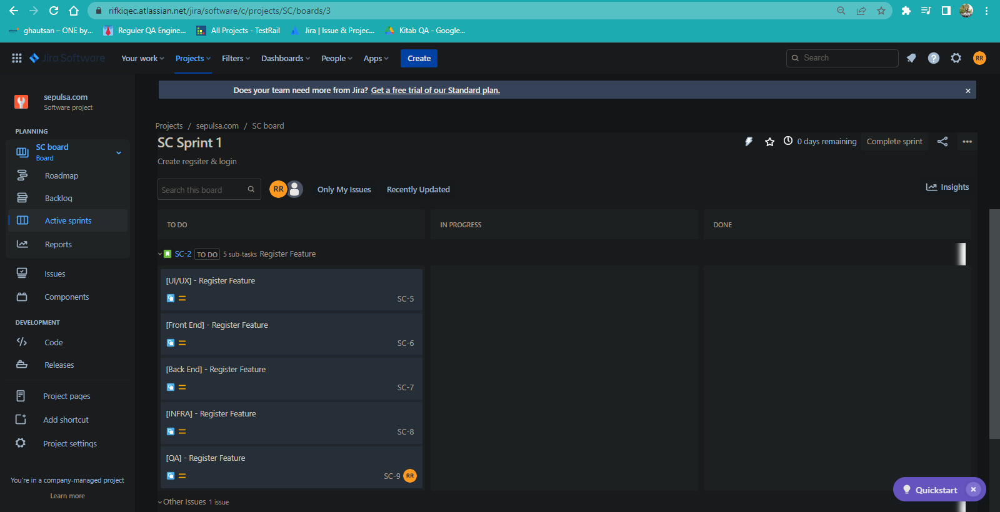 rifkiqec.atlassian.net/jira/software/c/projects/SC/boards/3
ghautsan – ONE by... Reguler QA Engine... All Projects - TestRail Jira | Issue & Projec... Kitab QA - Google...
Jira Software Your work Projects Filters Dashboards People Apps Create Search RR
Does your team need more from Jira? Get a free trial of our Standard plan.
sepulsa.com
Software project
PLANNING
SC board
Board
Roadmap
Backlog
Active sprints
Reports
Issues
Components
DEVELOPMENT
Code
Releases
Project pages
Add shortcut
Project settings
You're in a company-managed project
Learn more
Projects / sepulsa.com / SC board
SC Sprint 1
0 days remaining Complete sprint
Create regsiter & login
Search this board RR Only My Issues Recently Updated Insights
TO DO IN PROGRESS DONE
SC-2 TO DO 5 sub-tasks Register Feature
[UI/UX] - Register Feature
SC-5
[Front End] - Register Feature
SC-6
[Back End] - Register Feature
SC-7
[INFRA] - Register Feature
SC-8
[QA] - Register Feature
SC-9 RR
Other Issues 1 issue
Quickstart